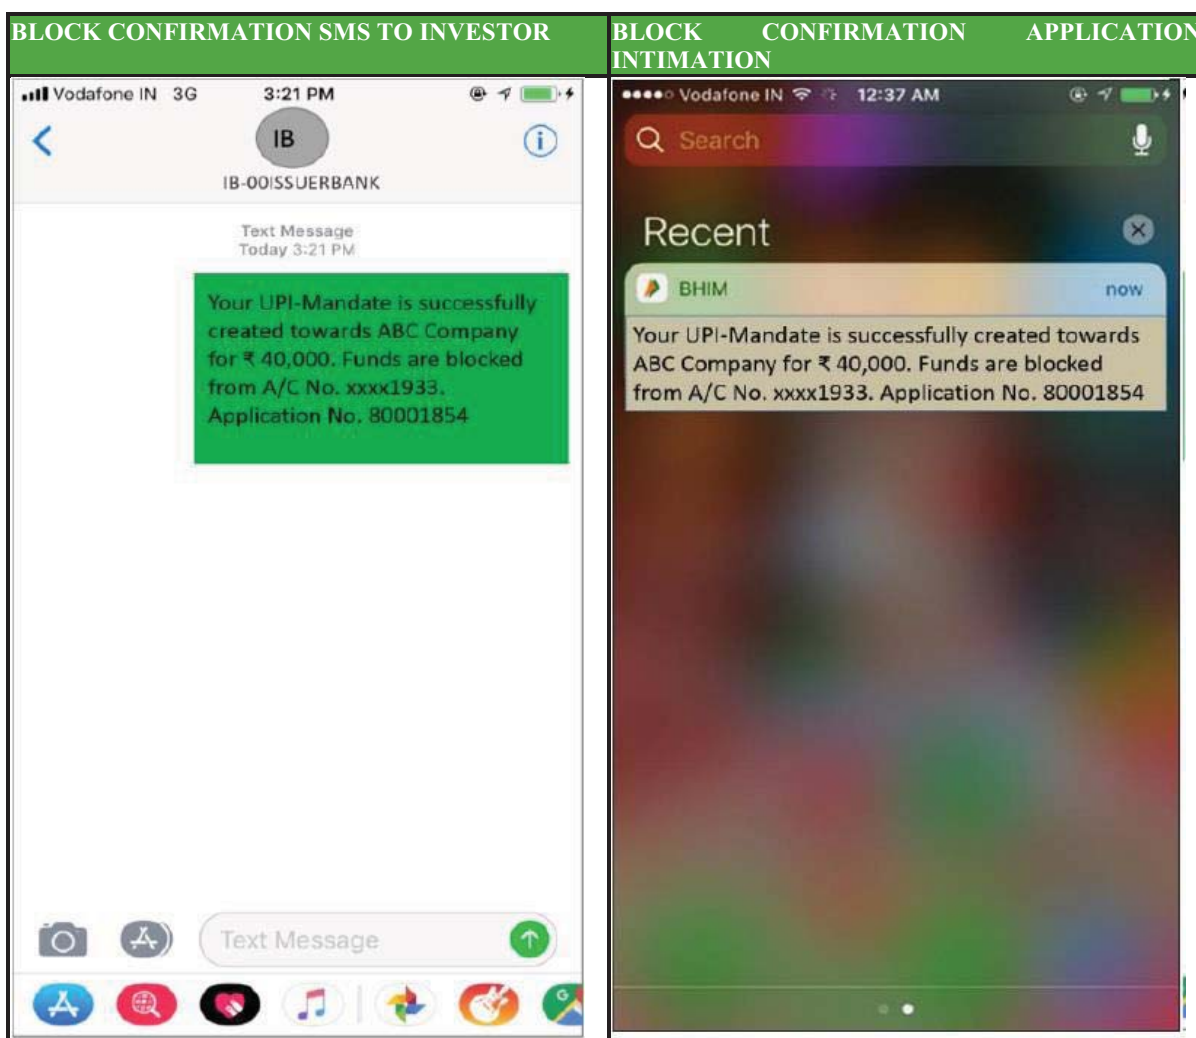 BLOCK CONFIRMATION SMS TO INVESTOR
Vodafone IN 3G 3:21 PM
IB
IB-00ISSUERBANK
Text Message
Today 3:21 PM
Your UPI-Mandate is successfully
created towards ABC Company
for ₹ 40,000. Funds are blocked
from A/C No. xxxx1933.
Application No. 80001854
Text Message
BLOCK CONFIRMATION APPLICATION
INTIMATION
Vodafone IN 12:37 AM
Search
Recent
BHIM now
Your UPI-Mandate is successfully created towards
ABC Company for ₹ 40,000. Funds are blocked
from A/C No. xxxx1933. Application No. 80001854